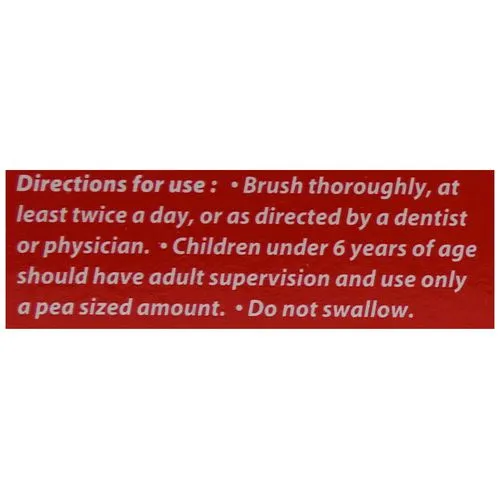 Directions for use : • Brush thoroughly, at
least twice a day, or as directed by a dentist
or physician. • Children under 6 years of age
should have adult supervision and use only
a pea sized amount. • Do not swallow.